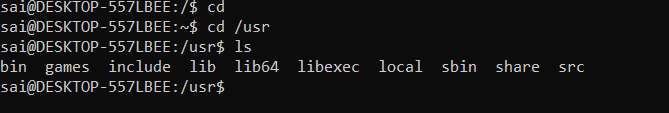 sai@DESKTOP-557LBEE:/$ cd
sai@DESKTOP-557LBEE:~$ cd /usr
sai@DESKTOP-557LBEE:/usr$ ls
bin  games  include  lib  lib64  libexec  local  sbin  share  src
sai@DESKTOP-557LBEE:/usr$